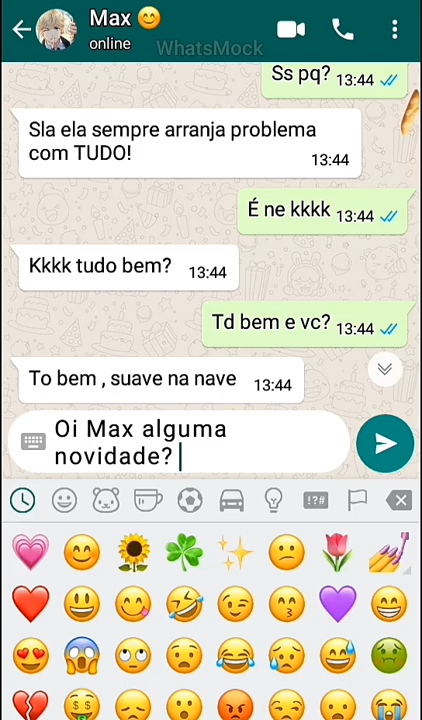 Max 😊
online
WhatsMock
Ss pq? 13:44
Sla ela sempre arranja problema
com TUDO!
13:44
É ne kkkk 13:44
Kkkk tudo bem? 13:44
Td bem e vc? 13:44
To bem , suave na nave 13:44
Oi Max alguma
novidade?
!?#